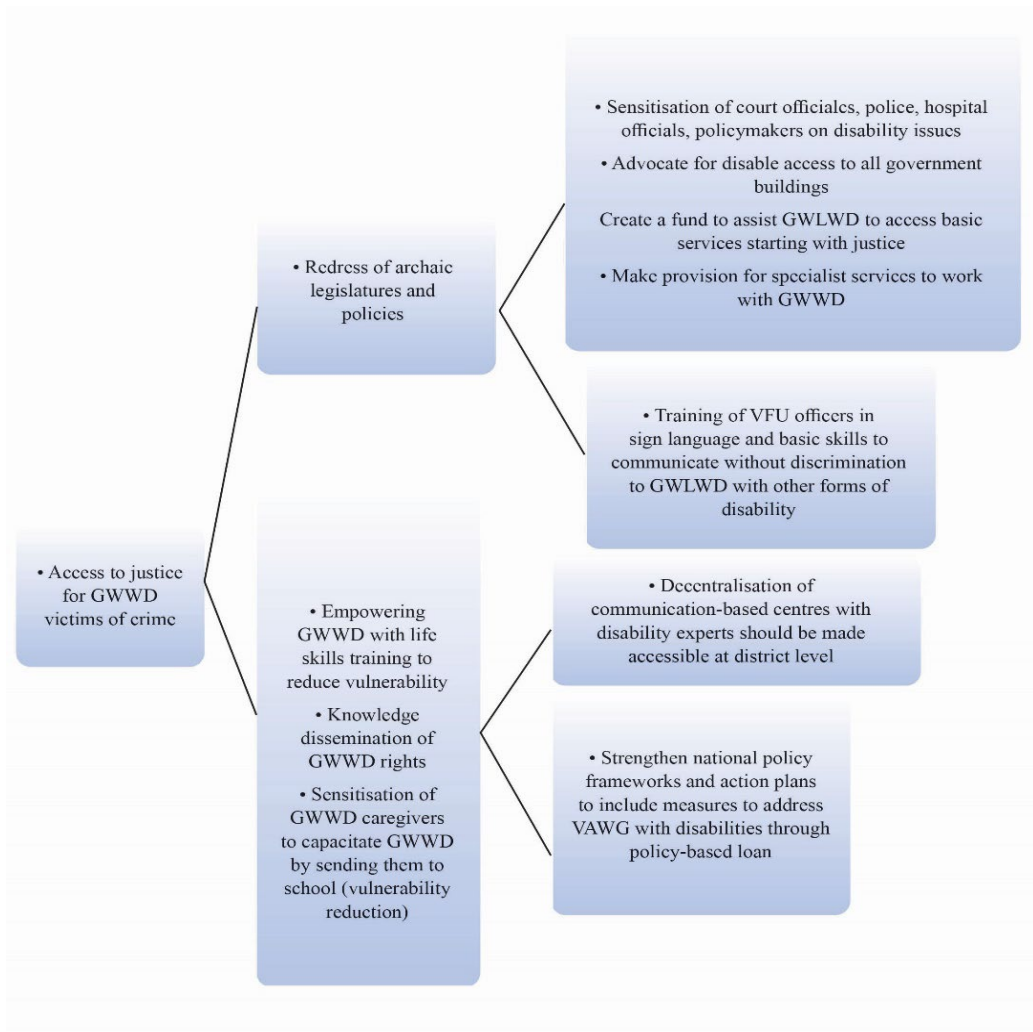 • Access to justice
for GWWD
victims of crime
• Redress of archaic
legislatures and
policies
• Empowering
GWWD with life
skills training to
reduce vulnerability
• Knowledge
dissemination of
GWWD rights
• Sensitisation of
GWWD caregivers
to capacitate GWWD
by sending them to
school (vulnerability
reduction)
• Sensitisation of court officialcs, police, hospital
officials, policymakers on disability issues
• Advocate for disable access to all government
buildings
Create a fund to assist GWLWD to access basic
services starting with justice
• Make provision for specialist services to work
with GWWD
• Training of VFU officers in
sign language and basic skills to
communicate without discrimination
to GWLWD with other forms of
disability
• Decentralisation of
communication-based centres with
disability experts should be made
accessible at district level
• Strengthen national policy
frameworks and action plans
to include measures to address
VAWG with disabilities through
policy-based loan